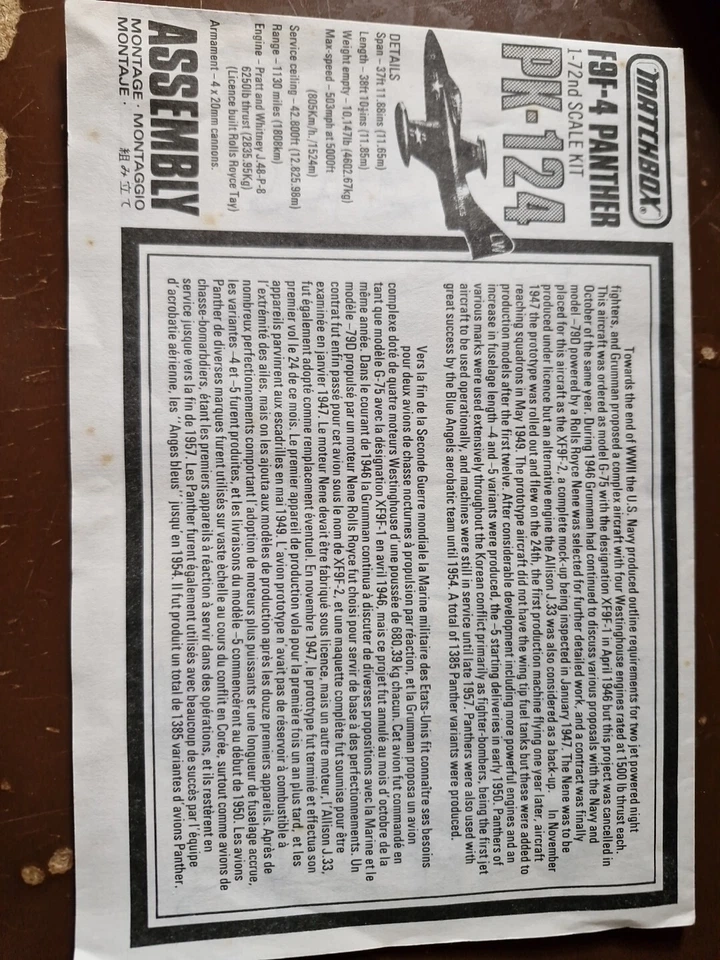 MATCHBOX®
F9F-4 PANTHER
1-72nd SCALE KIT
PK-124
DETAILS
Span – 37ft 11.88ins (11.65m)
Length – 38ft 10½ins (11.85m)
Weight empty – 10,147lb (4602.67kg)
Max-speed – 503mph at 5000ft
(805Km/h./1524m)
Service ceiling – 42.800ft (12,825.98m)
Range – 1130 miles (1808km)
Engine – Pratt and Whitney J.48-P-8
6250lb thrust (2835.95Kg)
(Licence built Rolls Royce Tay)
Armament – 4 x 20mm cannons.
ASSEMBLY
MONTAGE · MONTAGGIO
MONTAJE · 組み立て
Towards the end of WWII the U.S. Navy produced outline requirements for two jet powered night
fighters, and Grumman proposed a complex aircraft with four Westinghouse engines rated at 1500 lb thrust each.
This aircraft was ordered as model G-75 with the designation XF9F-1 in April 1946 but this project was cancelled in
October of the same year. During 1946 Grumman had continued to discuss various proposals with the Navy and
model –79D powered by a Rolls Royce Nene was selected for further detailed work, and a contract was finally
placed for this aircraft as the XF9F-2, a complete mock-up being inspected in January 1947. The Nene was to be
produced under licence but an alternative engine the Allison J.33 was also considered as a back-up. In November
1947 the prototype was rolled out and flew on the 24th, the first production machine flying one year later, aircraft
reaching squadrons in May 1949. The prototype aircraft did not have the wing tip fuel tanks but these were added to
production models after the first twelve. After considerable development including more powerful engines and an
increase in fuselage length –4 and –5 variants were produced, the –5 starting deliveries in early 1950. Panthers of
various marks were used extensively throughout the Korean conflict primarily as fighter-bombers, being the first jet
aircraft to be used operationally, and machines were still in service until late 1957. Panthers were also used with
great success by the Blue Angels aerobatic team until 1954. A total of 1385 Panther variants were produced.
Vers la fin de la Seconde Guerre mondiale la Marine militaire des Etats-Unis fit connaître ses besoins
pour deux avions de chasse nocturnes à propulsion par réaction, et la Grumman proposa un avion
complexe doté de quatre moteurs Westinghouse d'une poussée de 680,39 kg chacun. Cet avion fut commandé en
tant que modèle G-75 avec la désignation XF9F-1 en avril 1946, mais ce projet fut annulé au mois d'octobre de la
même année. Dans le courant de 1946 la Grumman continua à discuter de diverses propositions avec la Marine et le
modèle –79D propulsé par un moteur Nene Rolls Royce fut choisi pour servir de base à des perfectionnements. Un
contrat fut enfin passé pour cet avion sous le nom de XF9F-2, et une maquette complète fut soumise pour être
examinée en janvier 1947. Le moteur Nene devait être fabriqué sous licence, mais un autre moteur, l'Allison J.33,
fut également adopté comme remplacement éventuel. En novembre 1947, le prototype fut terminé et effectua son
premier vol le 24 de ce mois. Le premier appareil de production vola pour la première fois un an plus tard, et les
appareils parvinrent aux escadrilles en mai 1949. L'avion prototype n'avait pas de réservoir à combustible à
l'extrémité des ailes, mais on les ajouta aux modèles de production après les douze premiers appareils. Après de
nombreux perfectionnements comportant l'adoption de moteurs plus puissants et une longueur de fuselage accrue,
les variantes –4 et –5 furent produites, et les livraisons du modèle –5 commencèrent au début de 1950. Les avions
Panther de diverses marques furent utilisés sur vaste échelle au cours du conflit en Corée, surtout comme avions de
chasse-bomarbdiers, étant les premiers appareils à réaction à servir dans des opérations, et ils restèrent en
service jusque vers la fin de 1957. Les Panther furent également utilisés avec beaucoup de succès par l'équipe
d'acrobatie aérienne, les ''Anges bleus'' jusqu'en 1954. Il fut produit un total de 1385 variantes d'avions Panther.